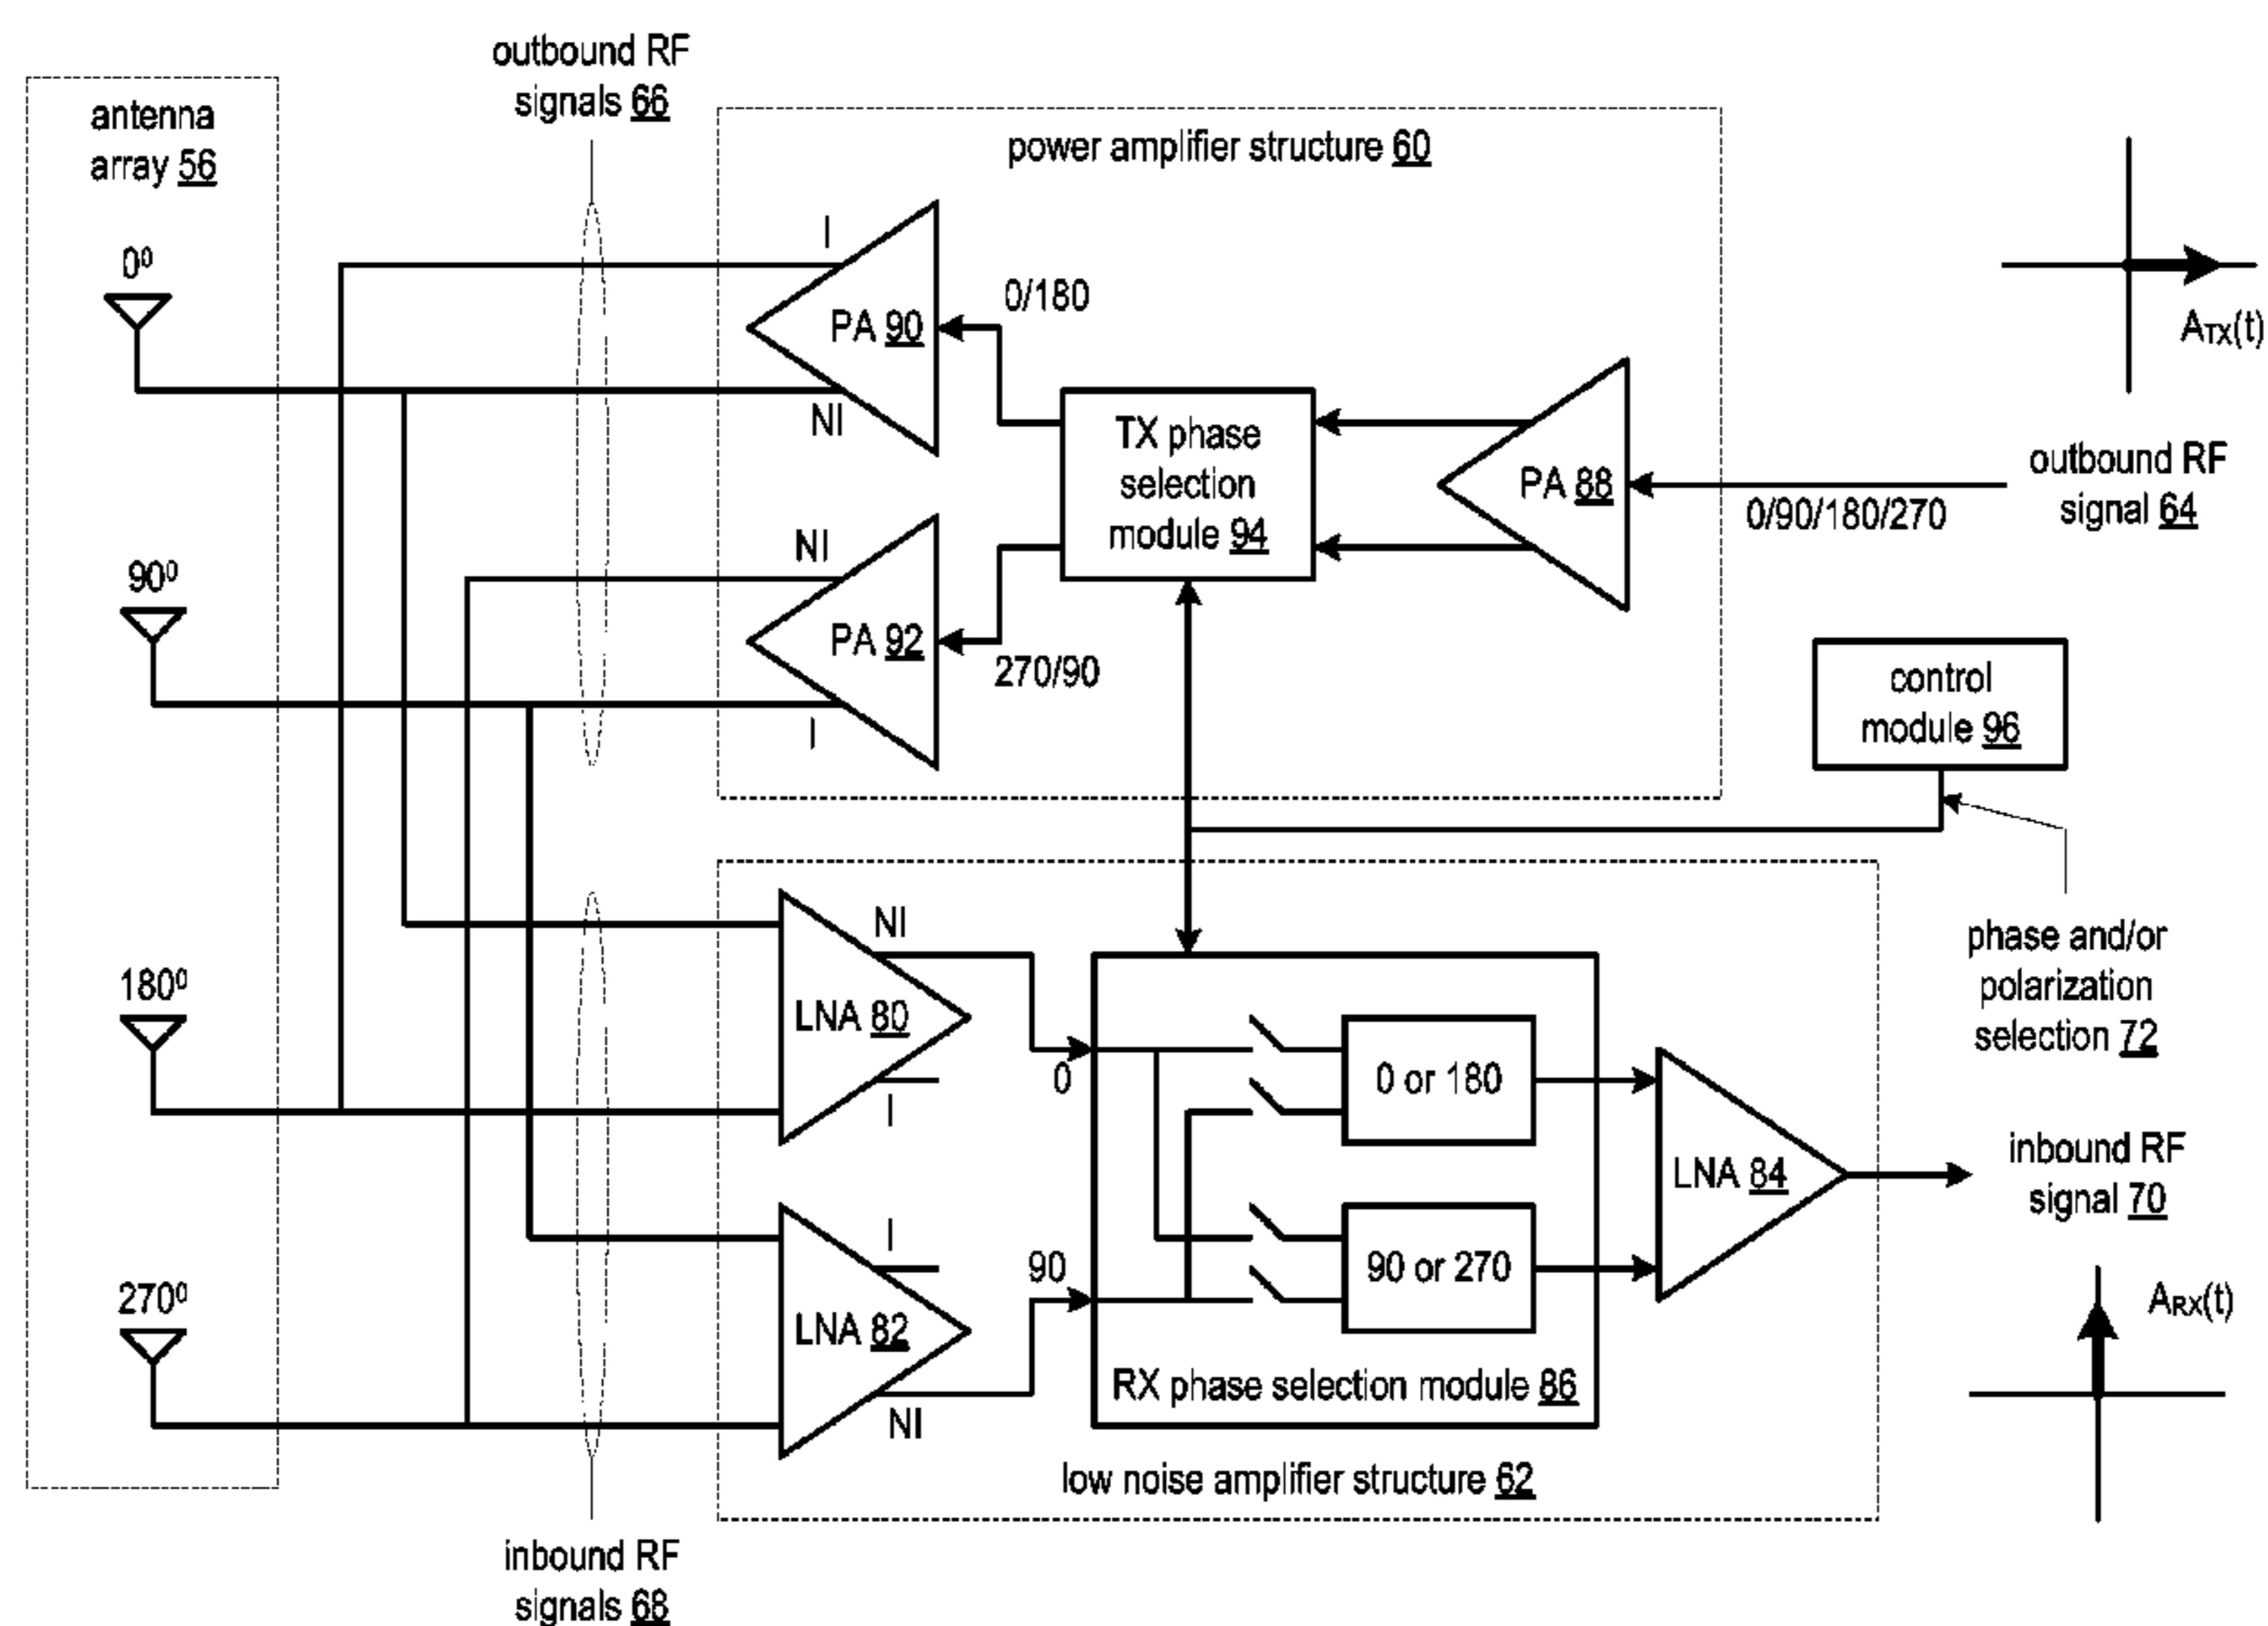 outbound RF
signals 66
antenna
array 56
power amplifier structure 60
0⁰
I
PA 90
NI
0/180
A_TX(t)
TX phase
selection
module 94
PA 88
0/90/180/270
outbound RF
signal 64
90⁰
NI
PA 92
I
270/90
control
module 96
phase and/or
polarization
selection 72
180⁰
LNA 80
NI
I
0
0 or 180
270⁰
I
LNA 82
NI
90
90 or 270
RX phase selection module 86
LNA 84
inbound RF
signal 70
A_RX(t)
low noise amplifier structure 62
inbound RF
signals 68